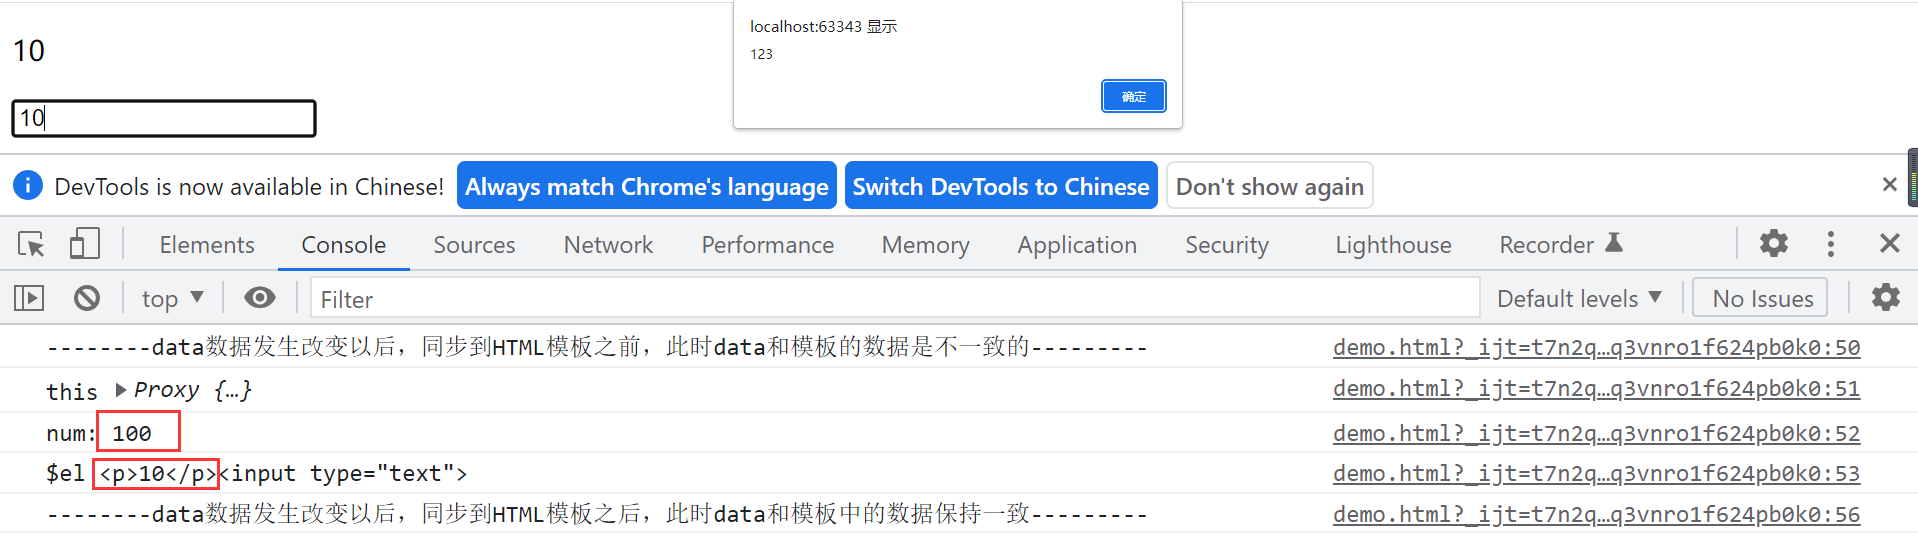 localhost:63343 显示
123
确定
10
10
DevTools is now available in Chinese! Always match Chrome's language Switch DevTools to Chinese Don't show again
Elements Console Sources Network Performance Memory Application Security Lighthouse Recorder
top Filter Default levels No Issues
--------data数据发生改变以后，同步到HTML模板之前，此时data和模板的数据是不一致的--------- demo.html?_ijt=t7n2q…q3vnro1f624pb0k0:50
this Proxy {…} demo.html?_ijt=t7n2q…q3vnro1f624pb0k0:51
num: 100 demo.html?_ijt=t7n2q…q3vnro1f624pb0k0:52
$el <p>10</p><input type="text"> demo.html?_ijt=t7n2q…q3vnro1f624pb0k0:53
--------data数据发生改变以后，同步到HTML模板之后，此时data和模板中的数据保持一致--------- demo.html?_ijt=t7n2q…q3vnro1f624pb0k0:56